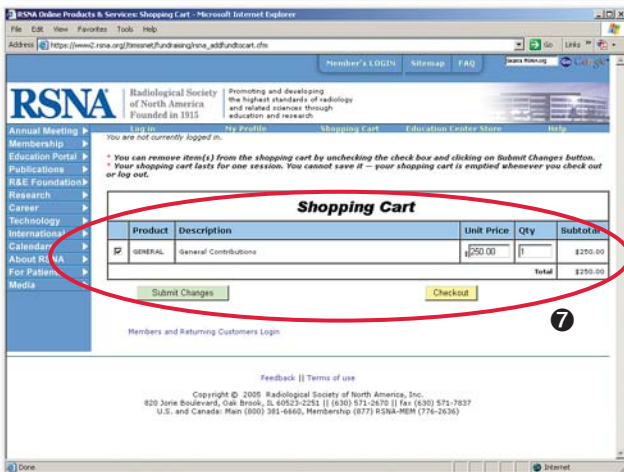 RSNA Online Products & Services: Shopping Cart - Microsoft Internet Explorer
File Edit View Favorites Tools Help
Address https://www2.rsna.org/timssnet/fundraising/rsna_addfundtocart.cfm Go Links
Member's LOGIN Sitemap FAQ Search RSNA.org
RSNA
Radiological Society
of North America
Founded in 1915
Promoting and developing
the highest standards of radiology
and related sciences through
education and research
Log in My Profile Shopping Cart Education Center Store Help
Annual Meeting
Membership
Education Portal
Publications
R&E Foundation
Research
Career
Technology
International
Calendar
About RSNA
For Patients
Media
You are not currently logged in.
* You can remove item(s) from the shopping cart by unchecking the check box and clicking on Submit Changes button.
* Your shopping cart lasts for one session. You cannot save it — your shopping cart is emptied whenever you check out
or log out.
Shopping Cart
Product Description Unit Price Qty Subtotal
GENERAL General Contributions $250.00 1 $250.00
Total $250.00
Submit Changes Checkout
7
Members and Returning Customers Login
Feedback || Terms of use
Copyright © 2005 Radiological Society of North America, Inc.
820 Jorie Boulevard, Oak Brook, IL 60523-2251 || (630) 571-2670 || fax (630) 571-7837
U.S. and Canada: Main (800) 381-6660, Membership (877) RSNA-MEM (776-2636)
Done Internet